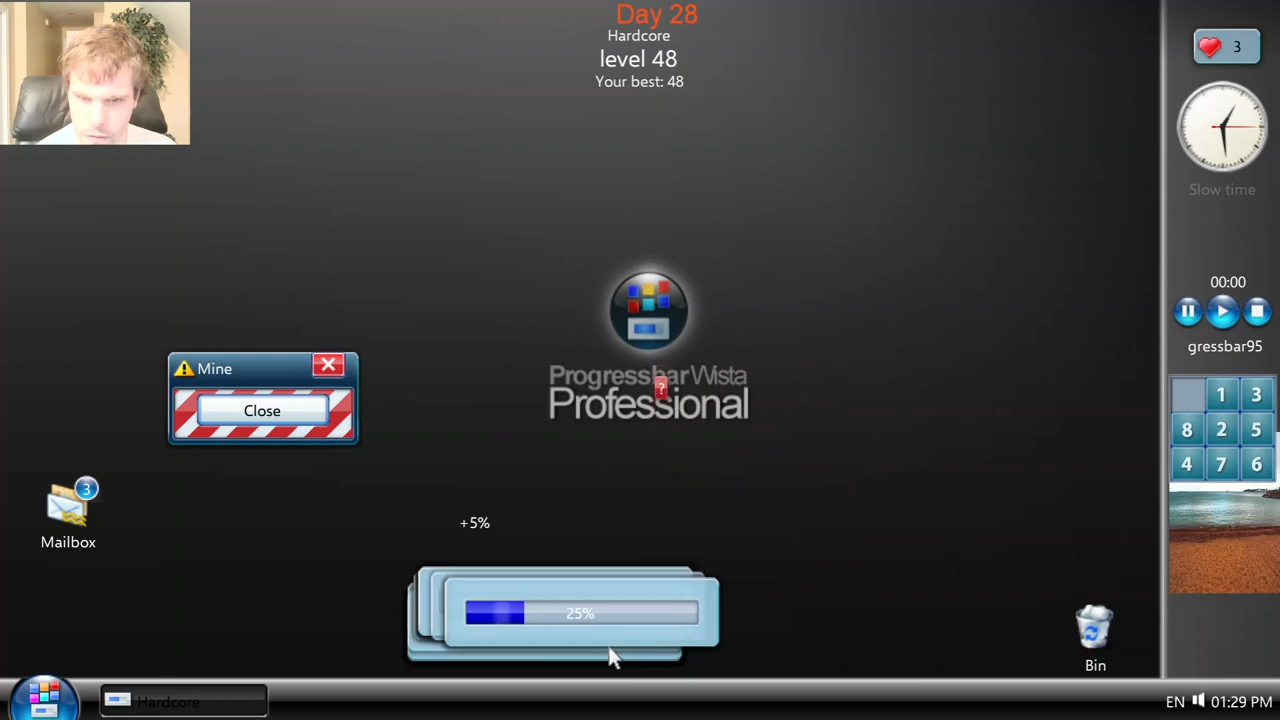 Day 28
Hardcore
level 48
Your best: 48
3
Slow time
00:00
gressbar95
1 3
8 2 5
4 7 6
Progressbar Wista
Professional
?
Mine
Close
3
Mailbox
+5%
25%
Bin
Hardcore
EN 01:29 PM